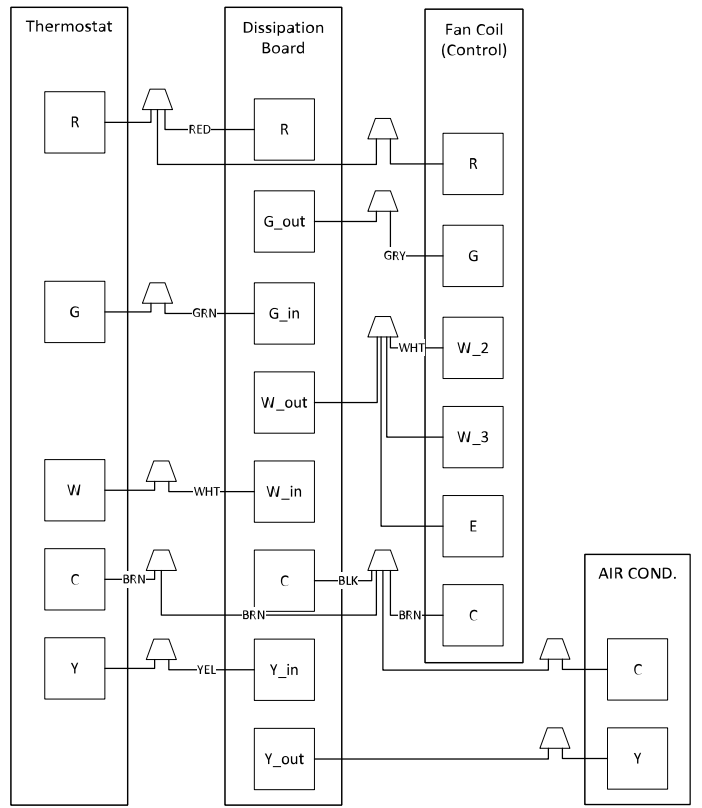 Thermostat
Dissipation
Board
Fan Coil
(Control)
R
RED
R
R
G_out
GRY
G
G
GRN
G_in
WHT
W_2
W_out
W_3
W
WHT
W_in
E
C
BRN
C
BLK
AIR COND.
BRN
BRN
C
Y
YEL
Y_in
C
Y_out
Y